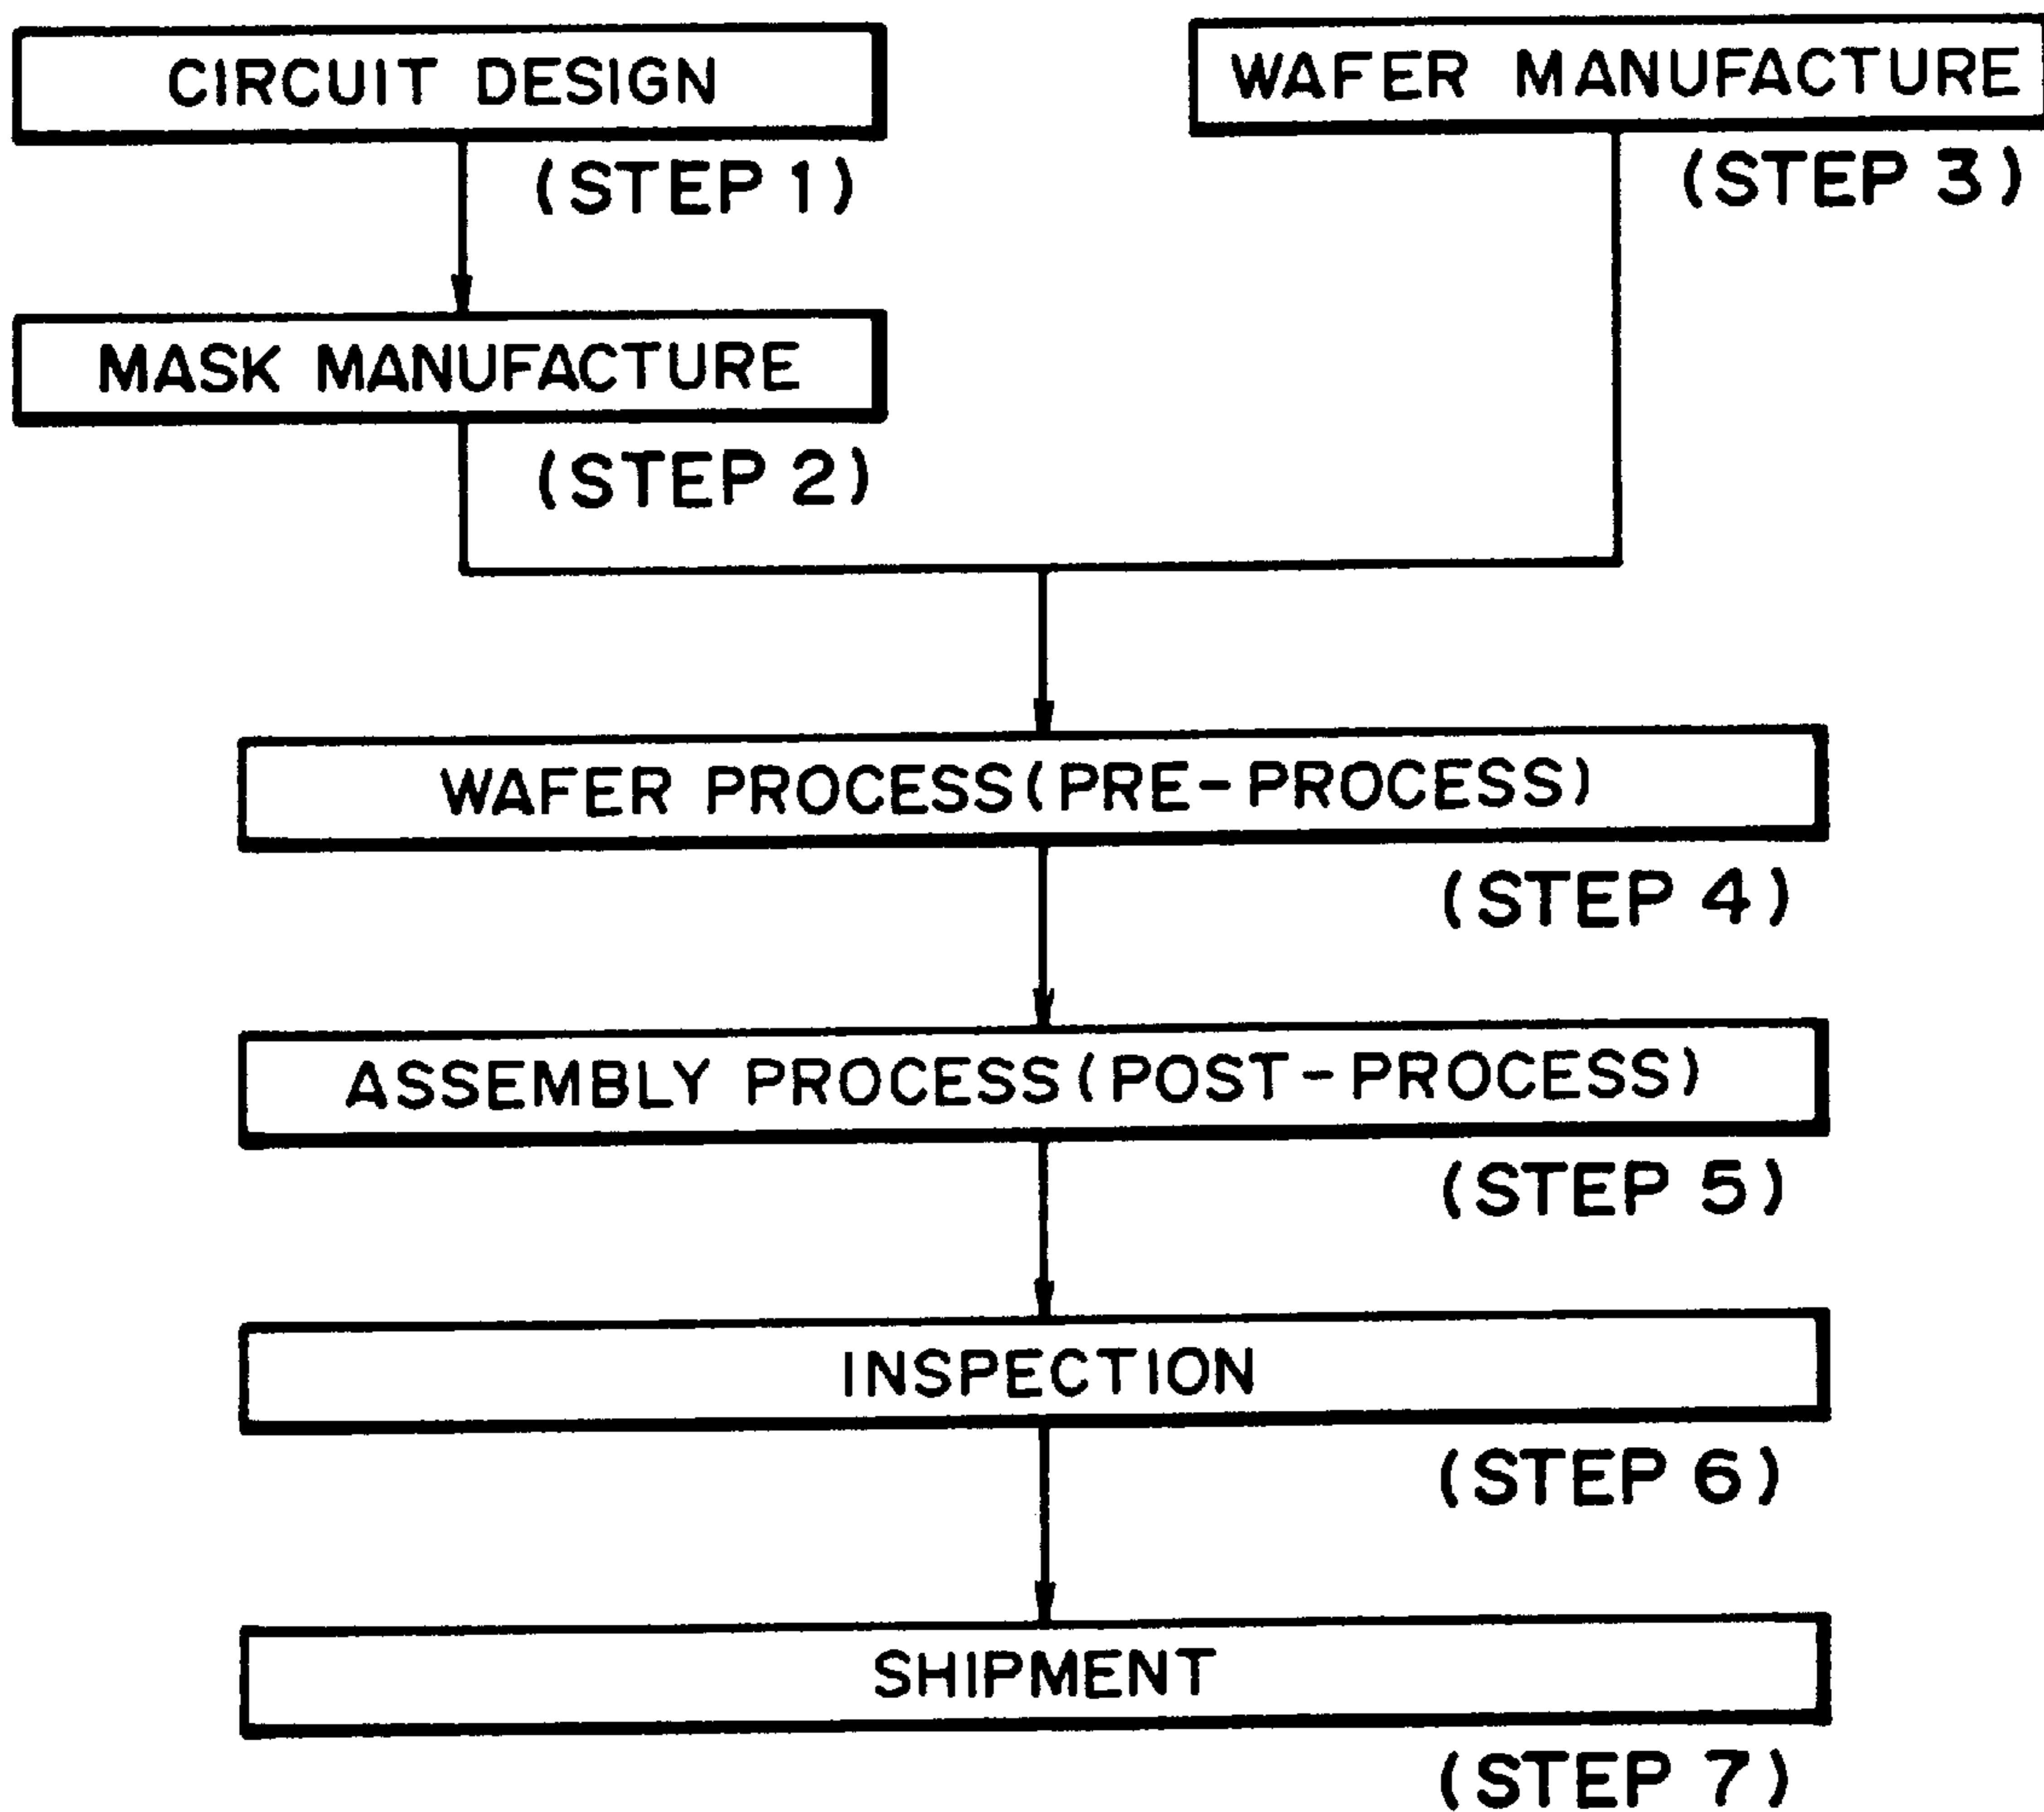 CIRCUIT DESIGN
(STEP 1)
MASK MANUFACTURE
(STEP 2)
WAFER MANUFACTURE
(STEP 3)
WAFER PROCESS(PRE-PROCESS)
(STEP 4)
ASSEMBLY PROCESS(POST-PROCESS)
(STEP 5)
INSPECTION
(STEP 6)
SHIPMENT
(STEP 7)